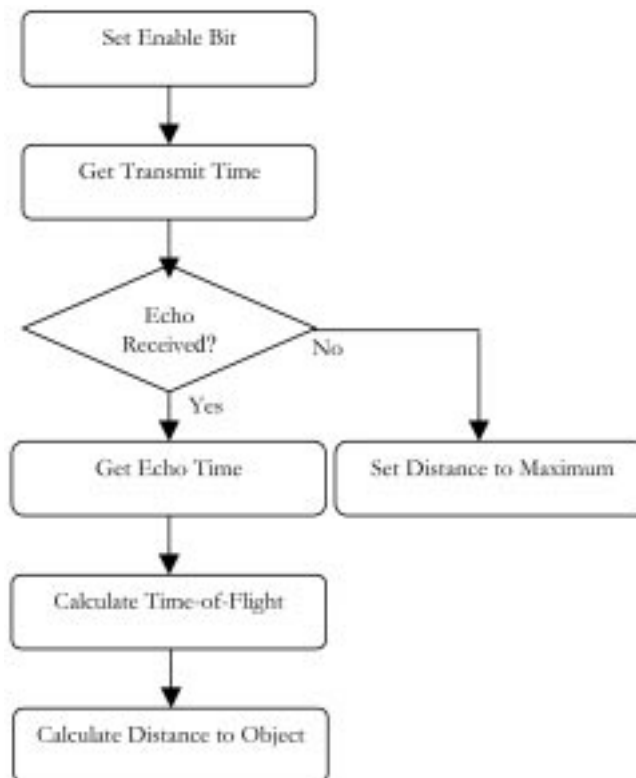 Set Enable Bit
Get Transmit Time
Echo
Received?
No
Yes
Get Echo Time
Set Distance to Maximum
Calculate Time-of-Flight
Calculate Distance to Object